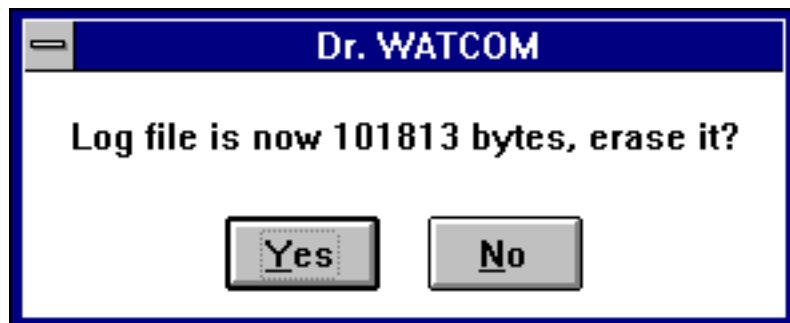 Dr. WATCOM
Log file is now 101813 bytes, erase it?
Yes No